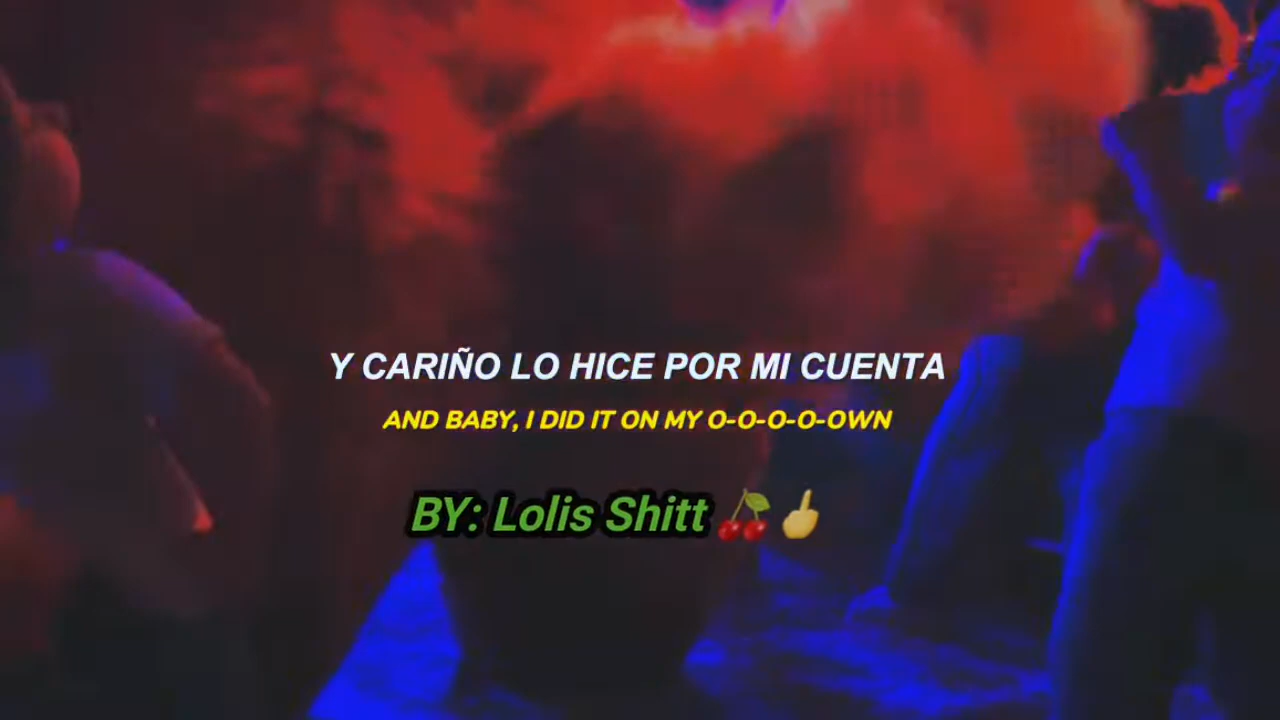 Y CARIÑO LO HICE POR MI CUENTA
AND BABY, I DID IT ON MY O-O-O-O-OWN
BY: Lolis Shitt 🍒🖕